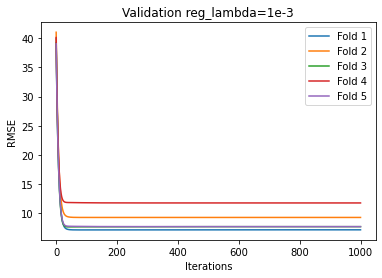 Validation reg_lambda=1e-3
Fold 1
Fold 2
Fold 3
Fold 4
Fold 5
RMSE
40
35
30
25
20
15
10
0 200 400 600 800 1000
Iterations